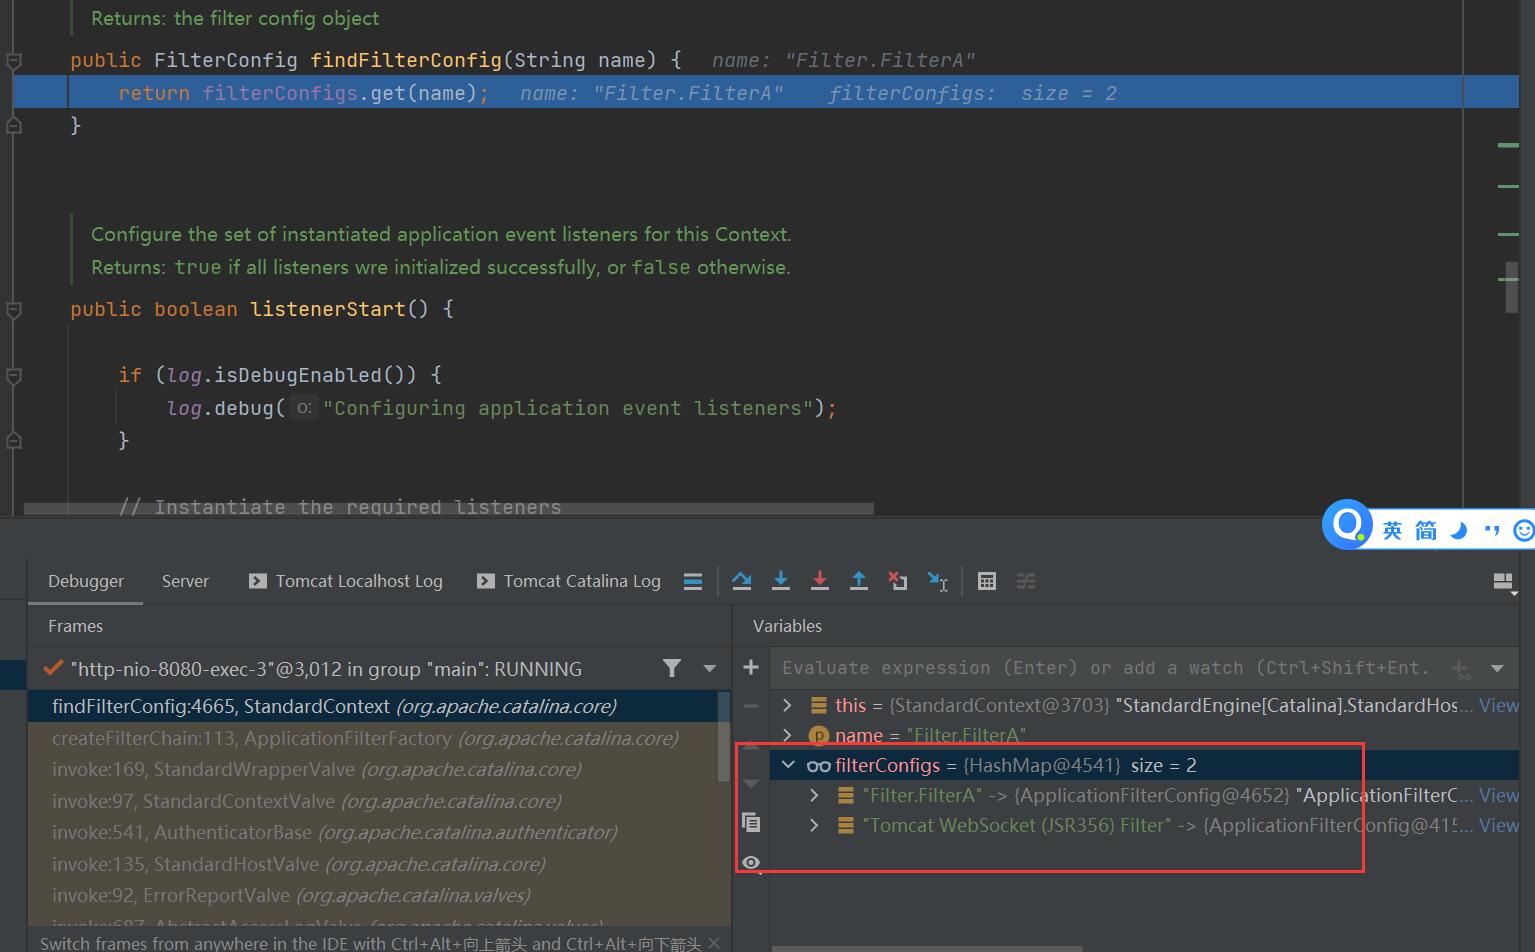 Returns: the filter config object
public FilterConfig findFilterConfig(String name) {   name: "Filter.FilterA"
return filterConfigs.get(name);   name: "Filter.FilterA"    filterConfigs:  size = 2
}
Configure the set of instantiated application event listeners for this Context.
Returns: true if all listeners wre initialized successfully, or false otherwise.
public boolean listenerStart() {
if (log.isDebugEnabled()) {
log.debug( o: "Configuring application event listeners");
}
// Instantiate the required listeners
英 简
Debugger Server Tomcat Localhost Log Tomcat Catalina Log
Frames
Variables
"http-nio-8080-exec-3"@3,012 in group "main": RUNNING
Evaluate expression (Enter) or add a watch (Ctrl+Shift+Ent.
findFilterConfig:4665, StandardContext (org.apache.catalina.core)
createFilterChain:113, ApplicationFilterFactory (org.apache.catalina.core)
invoke:169, StandardWrapperValve (org.apache.catalina.core)
invoke:97, StandardContextValve (org.apache.catalina.core)
invoke:541, AuthenticatorBase (org.apache.catalina.authenticator)
invoke:135, StandardHostValve (org.apache.catalina.core)
invoke:92, ErrorReportValve (org.apache.catalina.valves)
invoke:687, AbstractAccessLogValve (org.apache.catalina.valves)
Switch frames from anywhere in the IDE with Ctrl+Alt+向上箭头 and Ctrl+Alt+向下箭头
this = {StandardContext@3703} "StandardEngine[Catalina].StandardHos... View
p name = "Filter.FilterA"
filterConfigs = {HashMap@4541} size = 2
"Filter.FilterA" -> {ApplicationFilterConfig@4652} "ApplicationFilterC... View
"Tomcat WebSocket (JSR356) Filter" -> {ApplicationFilterConfig@415... View